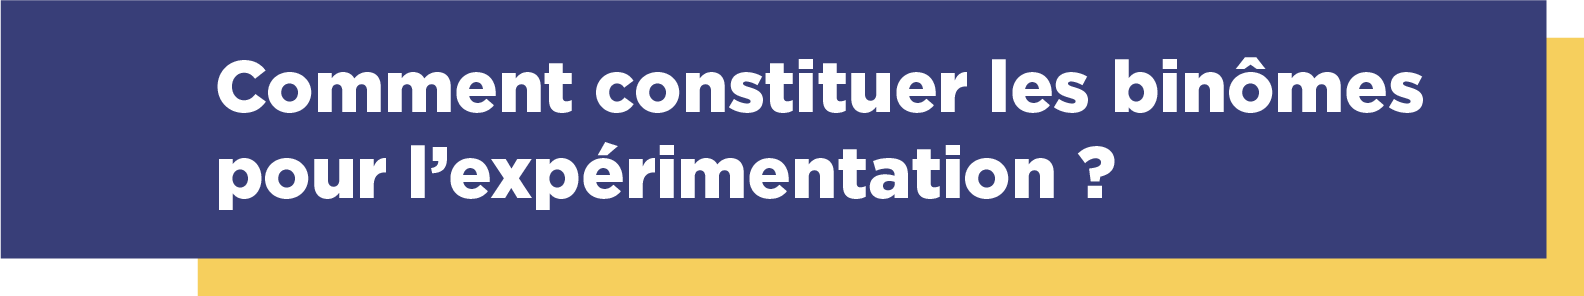 Comment constituer les binômes
pour l’expérimentation ?